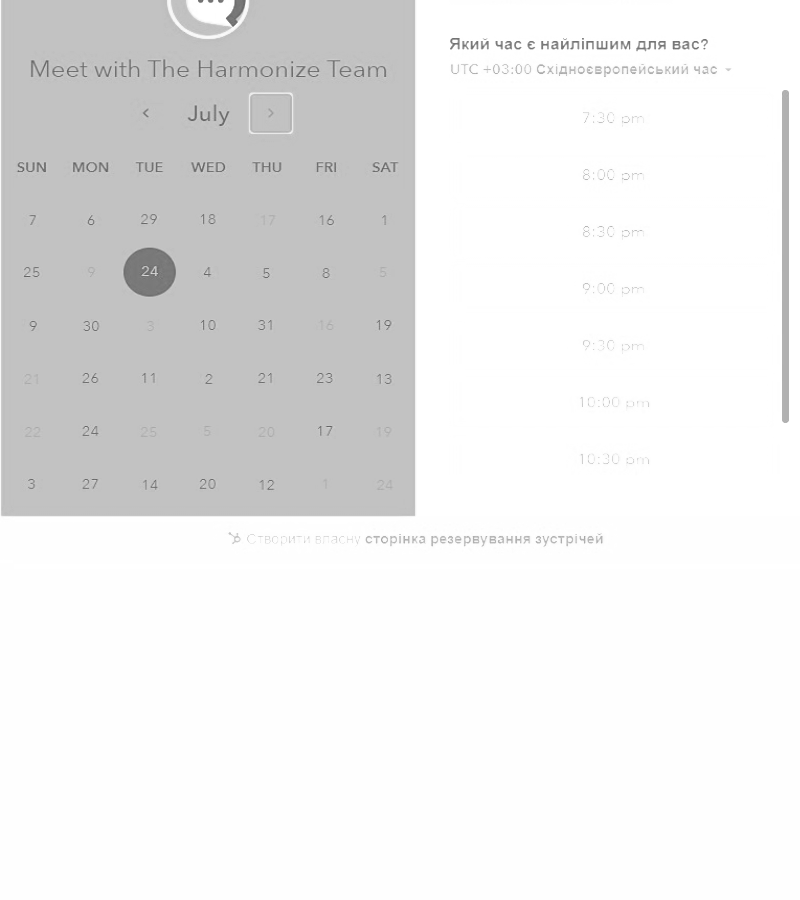 Meet with The Harmonize Team
July
SUN MON TUE WED THU FRI SAT
7 6 29 18 17 16 1
25 9 24 4 5 8 5
9 30 3 10 31 16 19
21 26 11 2 21 23 13
22 24 25 5 20 17 19
3 27 14 20 12 1 24
Який час є найліпшим для вас?
UTC +03:00 Східноєвропейський час
7:30 pm
8:00 pm
8:30 pm
9:00 pm
9:30 pm
10:00 pm
10:30 pm
Створити власну сторінка резервування зустрічей